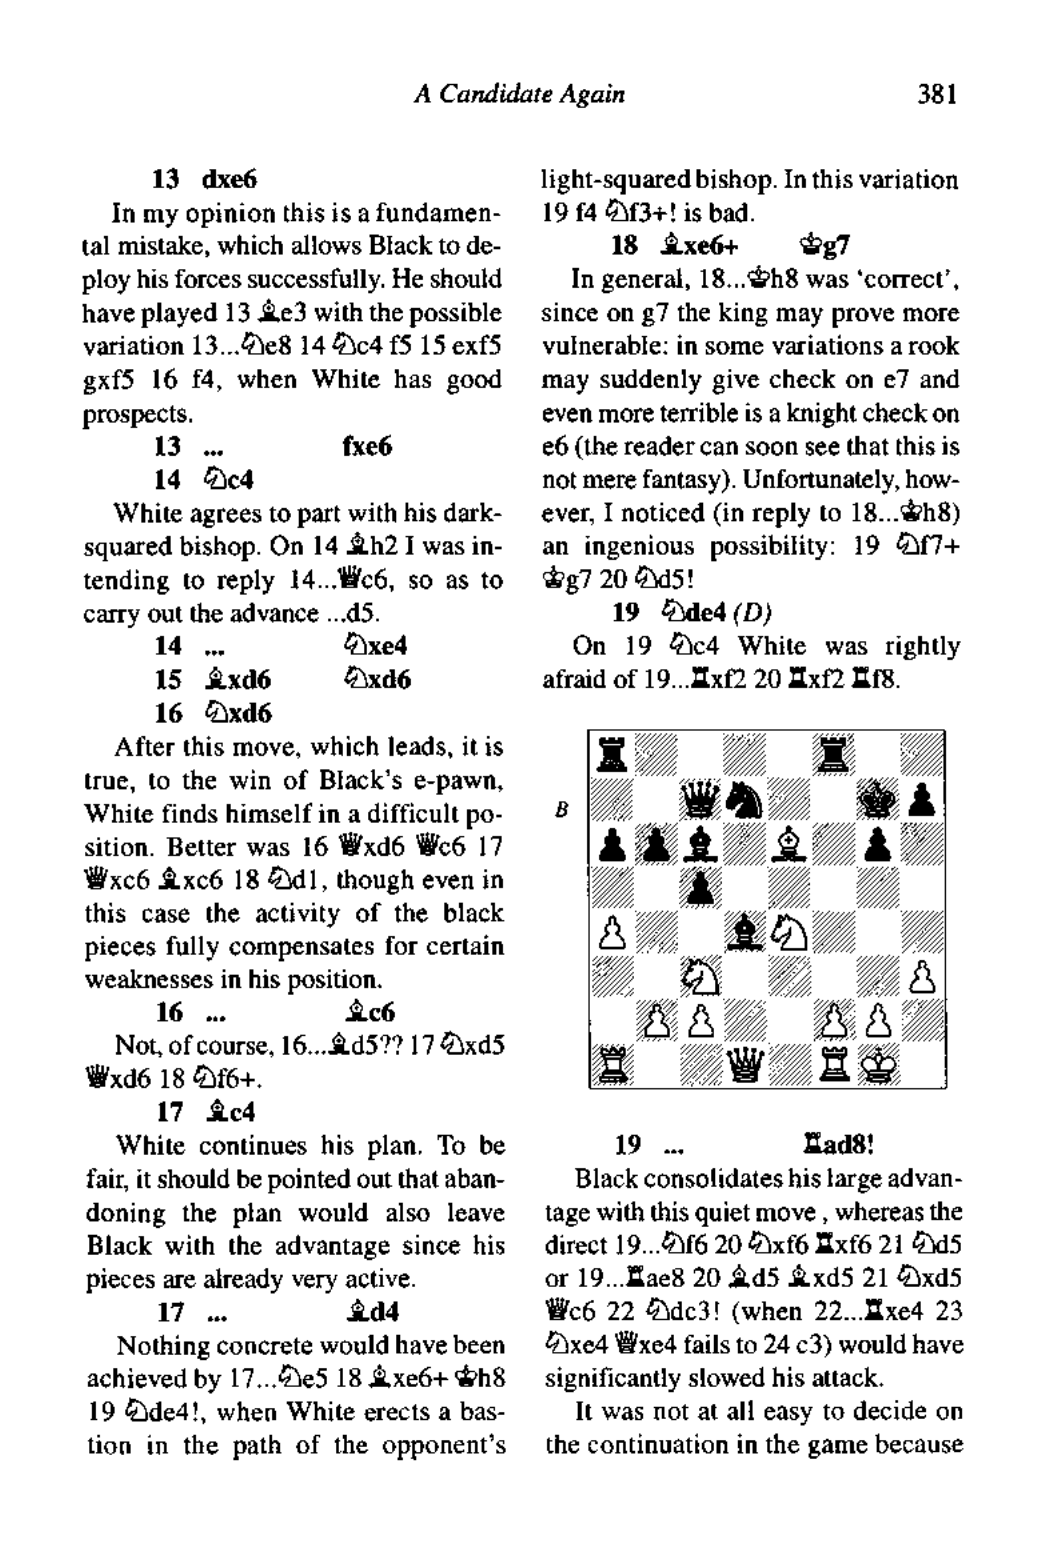 A Candidate Again 381
13 dxe6
In my opinion this is a fundamen-
tal mistake, which allows Black to de-
ploy his forces successfully. He should
have played 13 ♗e3 with the possible
variation 13...♘e8 14 ♘c4 f5 15 exf5
gxf5 16 f4, when White has good
prospects.
13 ... fxe6
14 ♘c4
White agrees to part with his dark-
squared bishop. On 14 ♗h2 I was in-
tending to reply 14...♕c6, so as to
carry out the advance ...d5.
14 ... ♘xe4
15 ♗xd6 ♘xd6
16 ♘xd6
After this move, which leads, it is
true, to the win of Black's e-pawn,
White finds himself in a difficult po-
sition. Better was 16 ♕xd6 ♕c6 17
♕xc6 ♗xc6 18 ♘d1, though even in
this case the activity of the black
pieces fully compensates for certain
weaknesses in his position.
16 ... ♗c6
Not, of course, 16...♗d5?? 17 ♘xd5
♕xd6 18 ♘f6+.
17 ♗c4
White continues his plan. To be
fair, it should be pointed out that aban-
doning the plan would also leave
Black with the advantage since his
pieces are already very active.
17 ... ♗d4
Nothing concrete would have been
achieved by 17...♘e5 18 ♗xe6+ ♔h8
19 ♘de4!, when White erects a bas-
tion in the path of the opponent's
light-squared bishop. In this variation
19 f4 ♘f3+! is bad.
18 ♗xe6+ ♔g7
In general, 18...♔h8 was 'correct',
since on g7 the king may prove more
vulnerable: in some variations a rook
may suddenly give check on e7 and
even more terrible is a knight check on
e6 (the reader can soon see that this is
not mere fantasy). Unfortunately, how-
ever, I noticed (in reply to 18...♔h8)
an ingenious possibility: 19 ♘f7+
♔g7 20 ♘d5!
19 ♘de4 (D)
On 19 ♘c4 White was rightly
afraid of 19...♖xf2 20 ♖xf2 ♖f8.
B
19 ... ♖ad8!
Black consolidates his large advan-
tage with this quiet move , whereas the
direct 19...♘f6 20 ♘xf6 ♖xf6 21 ♘d5
or 19...♖ae8 20 ♗d5 ♗xd5 21 ♘xd5
♕c6 22 ♘dc3! (when 22...♖xe4 23
♘xe4 ♕xe4 fails to 24 c3) would have
significantly slowed his attack.
It was not at all easy to decide on
the continuation in the game because